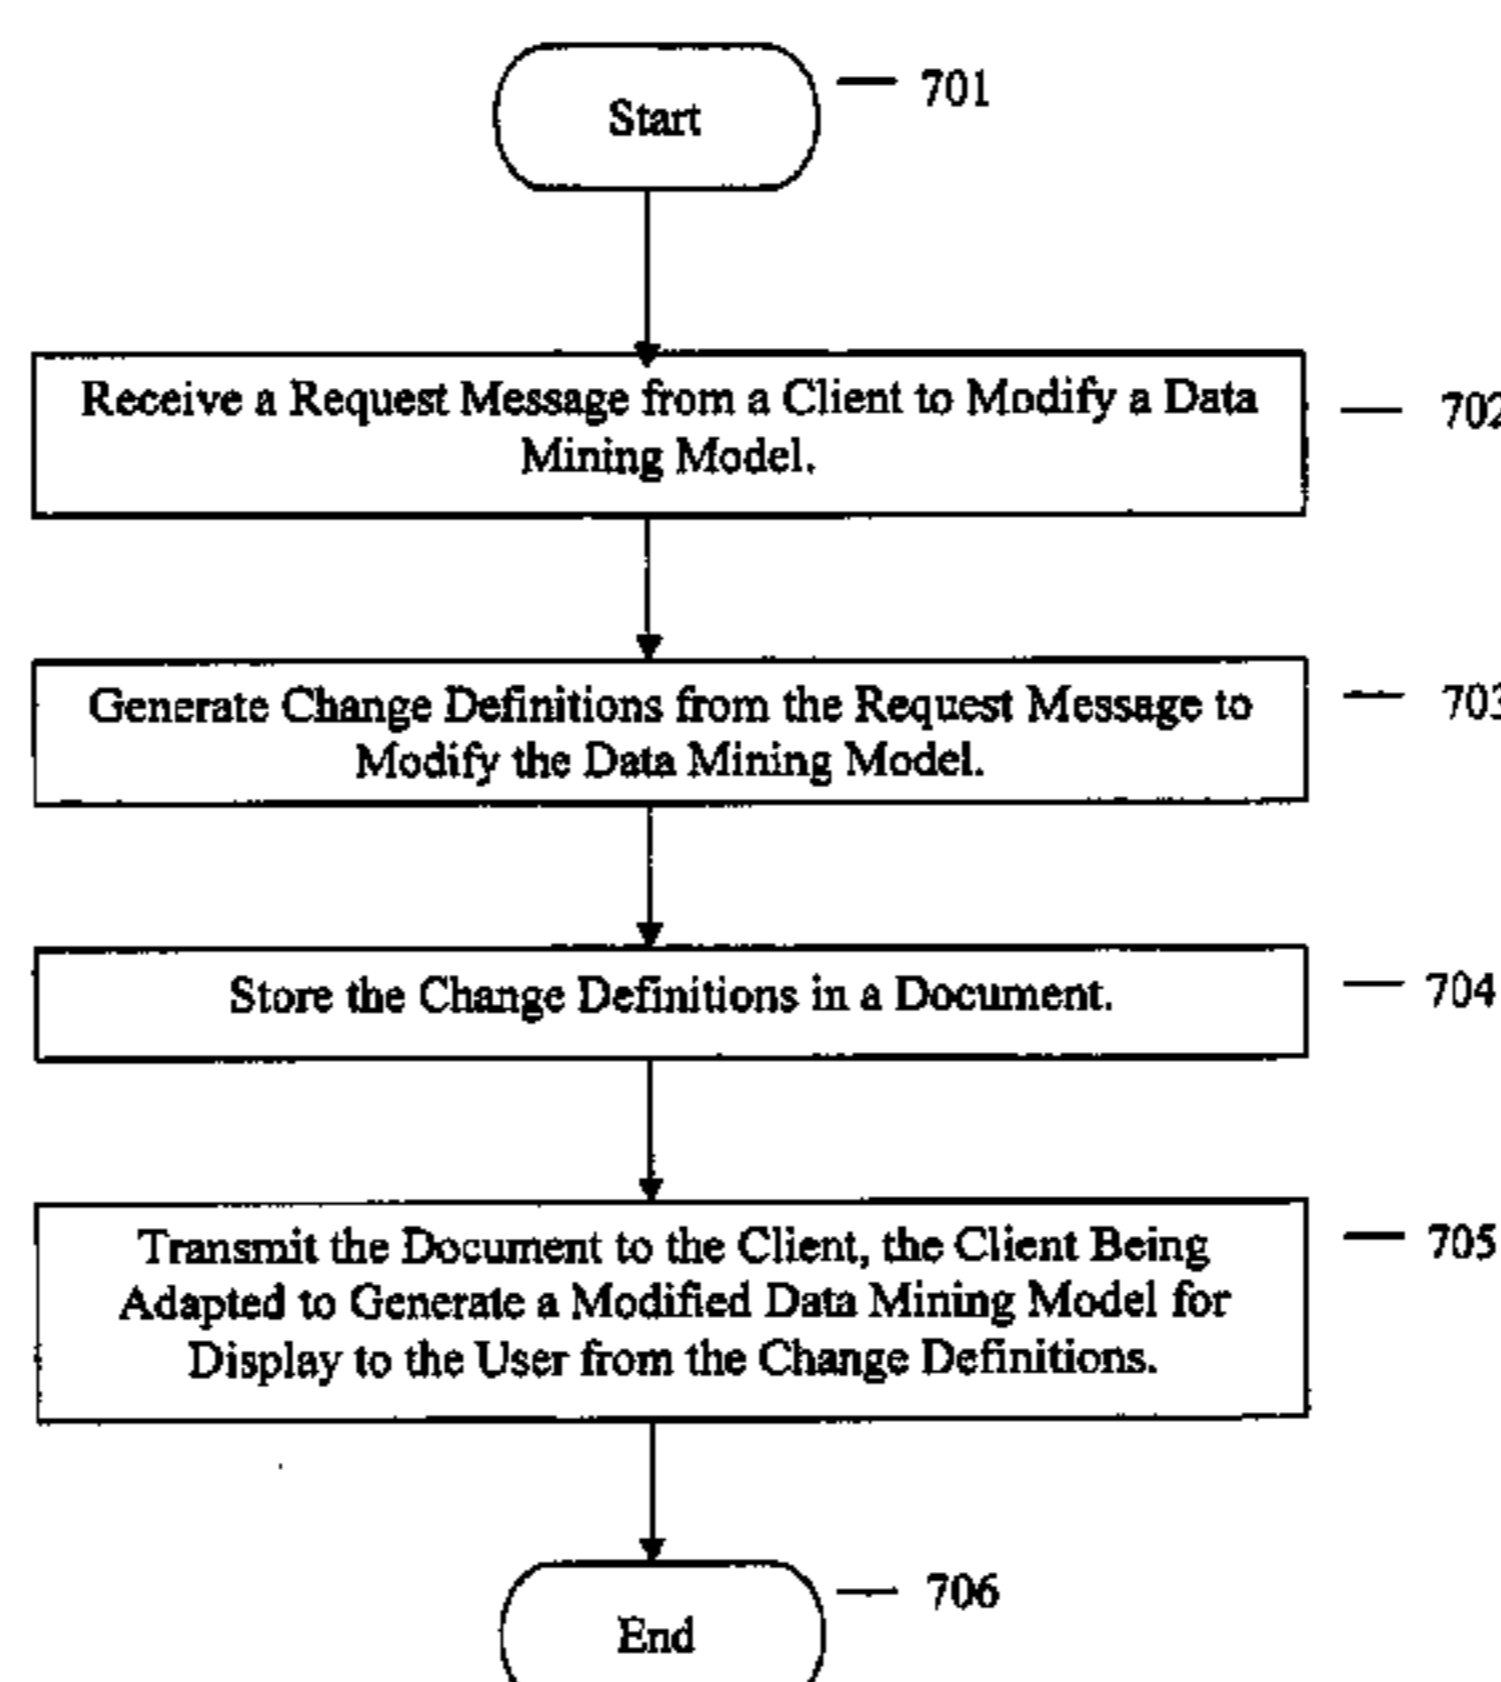 Start
701
Receive a Request Message from a Client to Modify a Data
Mining Model.
702
Generate Change Definitions from the Request Message to
Modify the Data Mining Model.
703
Store the Change Definitions in a Document.
704
Transmit the Document to the Client, the Client Being
Adapted to Generate a Modified Data Mining Model for
Display to the User from the Change Definitions.
705
End
706